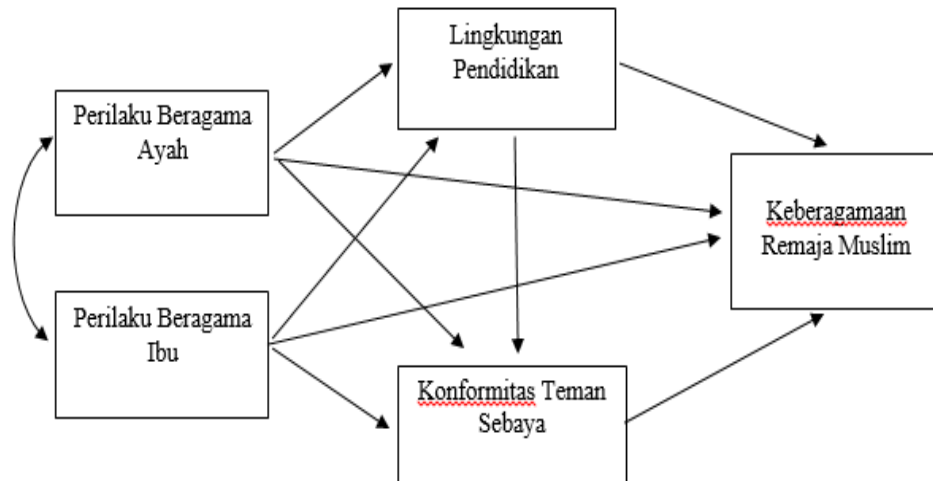 Lingkungan
Pendidikan
Perilaku Beragama
Ayah
Keberagamaan
Remaja Muslim
Perilaku Beragama
Ibu
Konformitas Teman
Sebaya